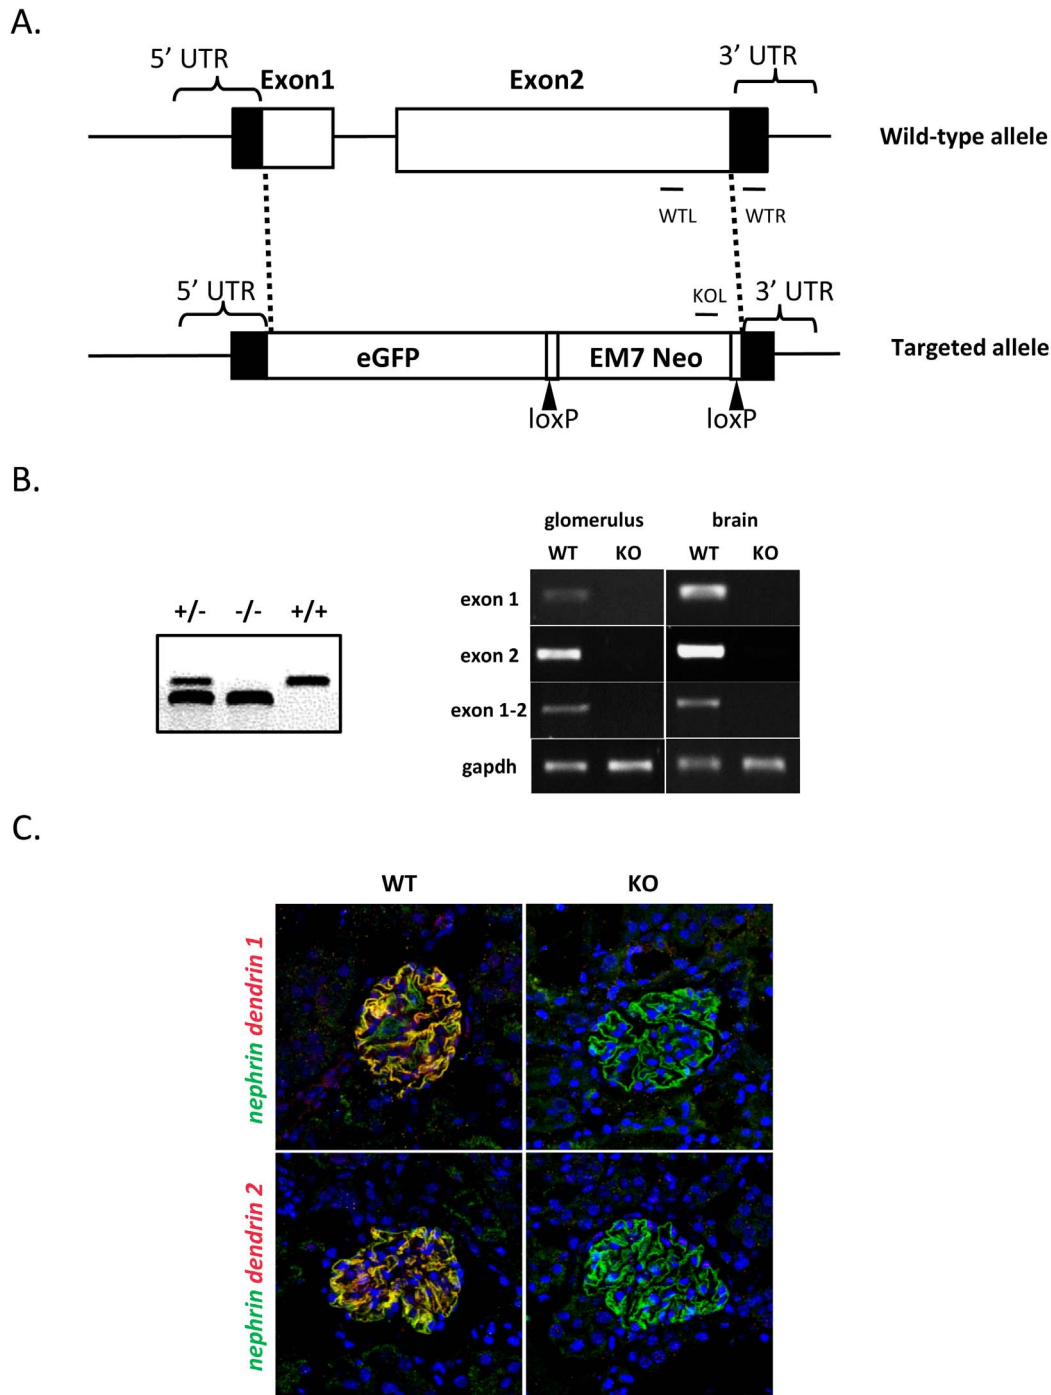 A.
5’ UTR
Exon1
Exon2
3’ UTR
Wild-type allele
WTL
WTR
KOL
5’ UTR
3’ UTR
eGFP
EM7 Neo
Targeted allele
loxP
loxP
B.
glomerulus brain
WT KO WT KO
exon 1
+/- -/- +/+
exon 2
exon 1-2
gapdh
C.
WT KO
nephrin dendrin 1
nephrin dendrin 2